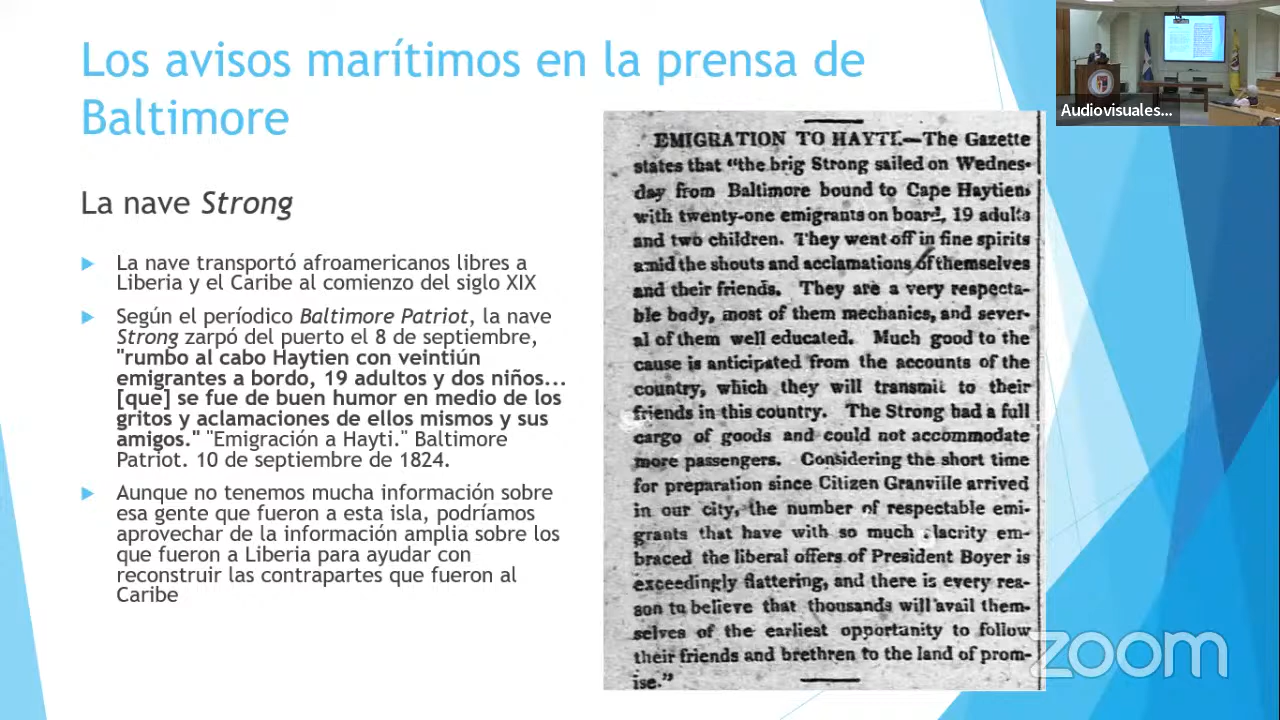 Los avisos marítimos en la prensa de
Baltimore
La nave Strong
La nave transportó afroamericanos libres a
Liberia y el Caribe al comienzo del siglo XIX
Según el períodico Baltimore Patriot, la nave
Strong zarpó del puerto el 8 de septiembre,
"rumbo al cabo Haytien con veintiún
emigrantes a bordo, 19 adultos y dos niños...
[que] se fue de buen humor en medio de los
gritos y aclamaciones de ellos mismos y sus
amigos." "Emigración a Hayti." Baltimore
Patriot. 10 de septiembre de 1824.
Aunque no tenemos mucha información sobre
esa gente que fueron a esta isla, podríamos
aprovechar de la información amplia sobre los
que fueron a Liberia para ayudar con
reconstruir las contrapartes que fueron al
Caribe
EMIGRATION TO HAYTI.—The Gazette
states that "the brig Strong sailed on Wednes-
day from Baltimore bound to Cape Haytien,
with twenty-one emigrants on board, 19 adults
and two children. They went off in fine spirits
amid the shouts and acclamations of themselves
and their friends. They are a very respecta-
ble body, most of them mechanics, and sever-
al of them well educated. Much good to the
cause is anticipated from the accounts of the
country, which they will transmit to their
friends in this country. The Strong had a full
cargo of goods and could not accommodate
more passengers. Considering the short time
for preparation since Citizen Granville arrived
in our city, the number of respectable emi-
grants that have with so much alacrity em-
braced the liberal offers of President Boyer is
exceedingly flattering, and there is every rea-
son to believe that thousands will avail them-
selves of the earliest opportunity to follow
their friends and brethren to the land of prom-
ise."
Audiovisuales...
zoom